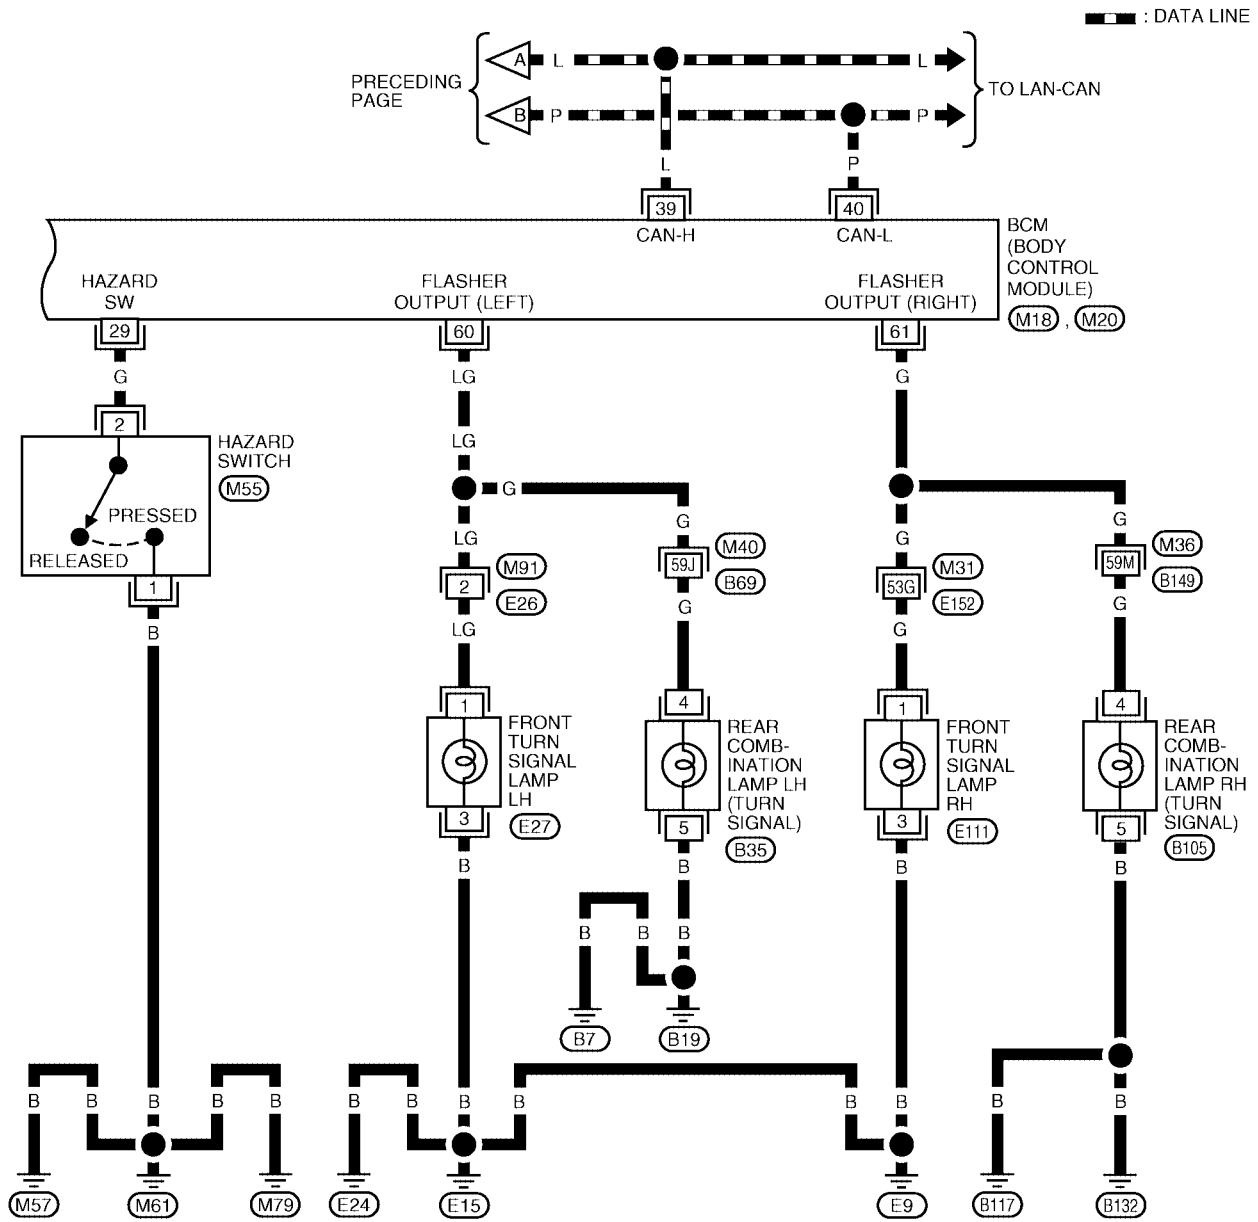 : DATA LINE
PRECEDING
PAGE
A L L
B P P
TO LAN-CAN
L P
39 40
CAN-H CAN-L
BCM
(BODY
CONTROL
MODULE)
M18 , M20
HAZARD
SW
FLASHER
OUTPUT (LEFT)
FLASHER
OUTPUT (RIGHT)
29 60 61
G LG G
2
HAZARD
SWITCH
M55
PRESSED
RELEASED
1
B
LG
G
LG G G G
M91
2
E26
LG
M40
59J
B69
G
M31
53G
E152
G
M36
59M
B149
G
1 4 1 4
FRONT
TURN
SIGNAL
LAMP
LH
E27
REAR
COMB-
INATION
LAMP LH
(TURN
SIGNAL)
B35
FRONT
TURN
SIGNAL
LAMP
RH
E111
REAR
COMB-
INATION
LAMP RH
(TURN
SIGNAL)
B105
3 5 3 5
B B B B
B B B
B7 B19
B B B B B B B B B B B B B
M57 M61 M79 E24 E15 E9 B117 B132